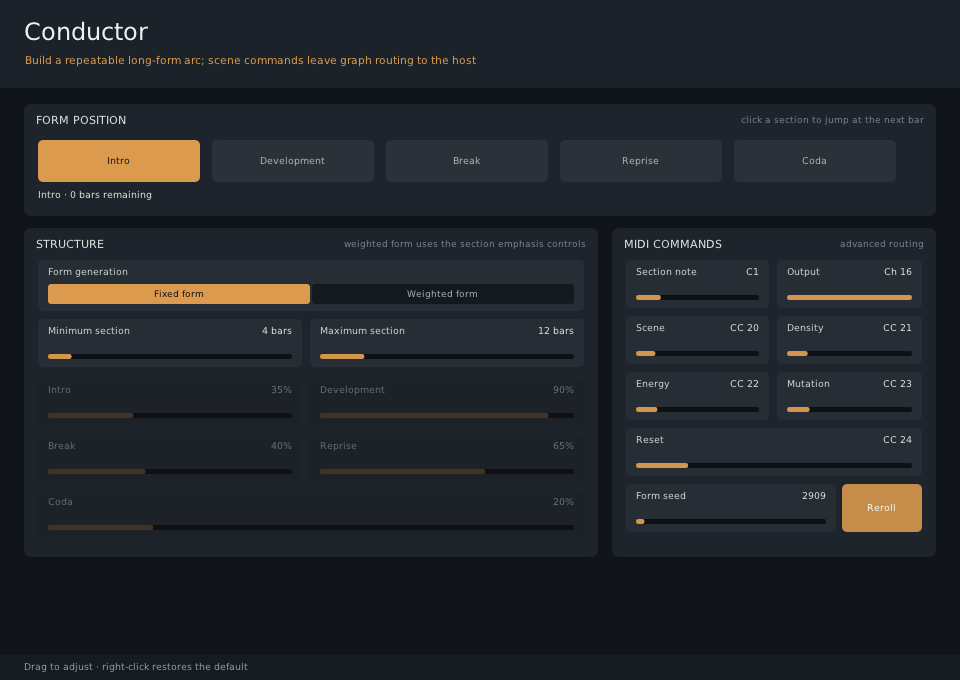 Conductor
Build a repeatable long-form arc; scene commands leave graph routing to the host
FORM POSITION
click a section to jump at the next bar
Intro
Development
Break
Reprise
Coda
Intro · 0 bars remaining
STRUCTURE
weighted form uses the section emphasis controls
Form generation
Fixed form
Weighted form
Minimum section
4 bars
Maximum section
12 bars
Intro
35%
Development
90%
Break
40%
Reprise
65%
Coda
20%
MIDI COMMANDS
advanced routing
Section note
C1
Output
Ch 16
Scene
CC 20
Density
CC 21
Energy
CC 22
Mutation
CC 23
Reset
CC 24
Form seed
2909
Reroll
Drag to adjust · right-click restores the default